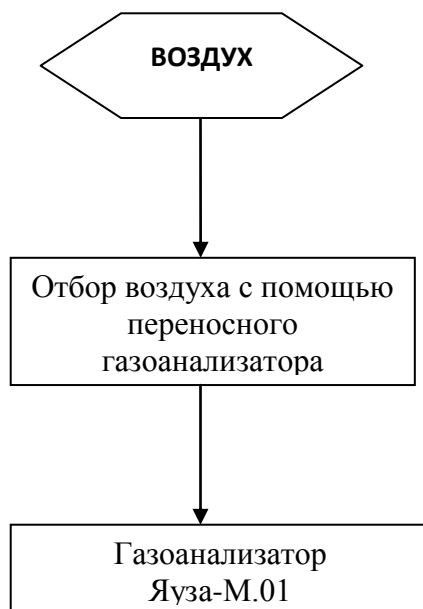 ВОЗДУХ
Отбор воздуха с помощью
переносного
газоанализатора
Газоанализатор
Яуза-М.01